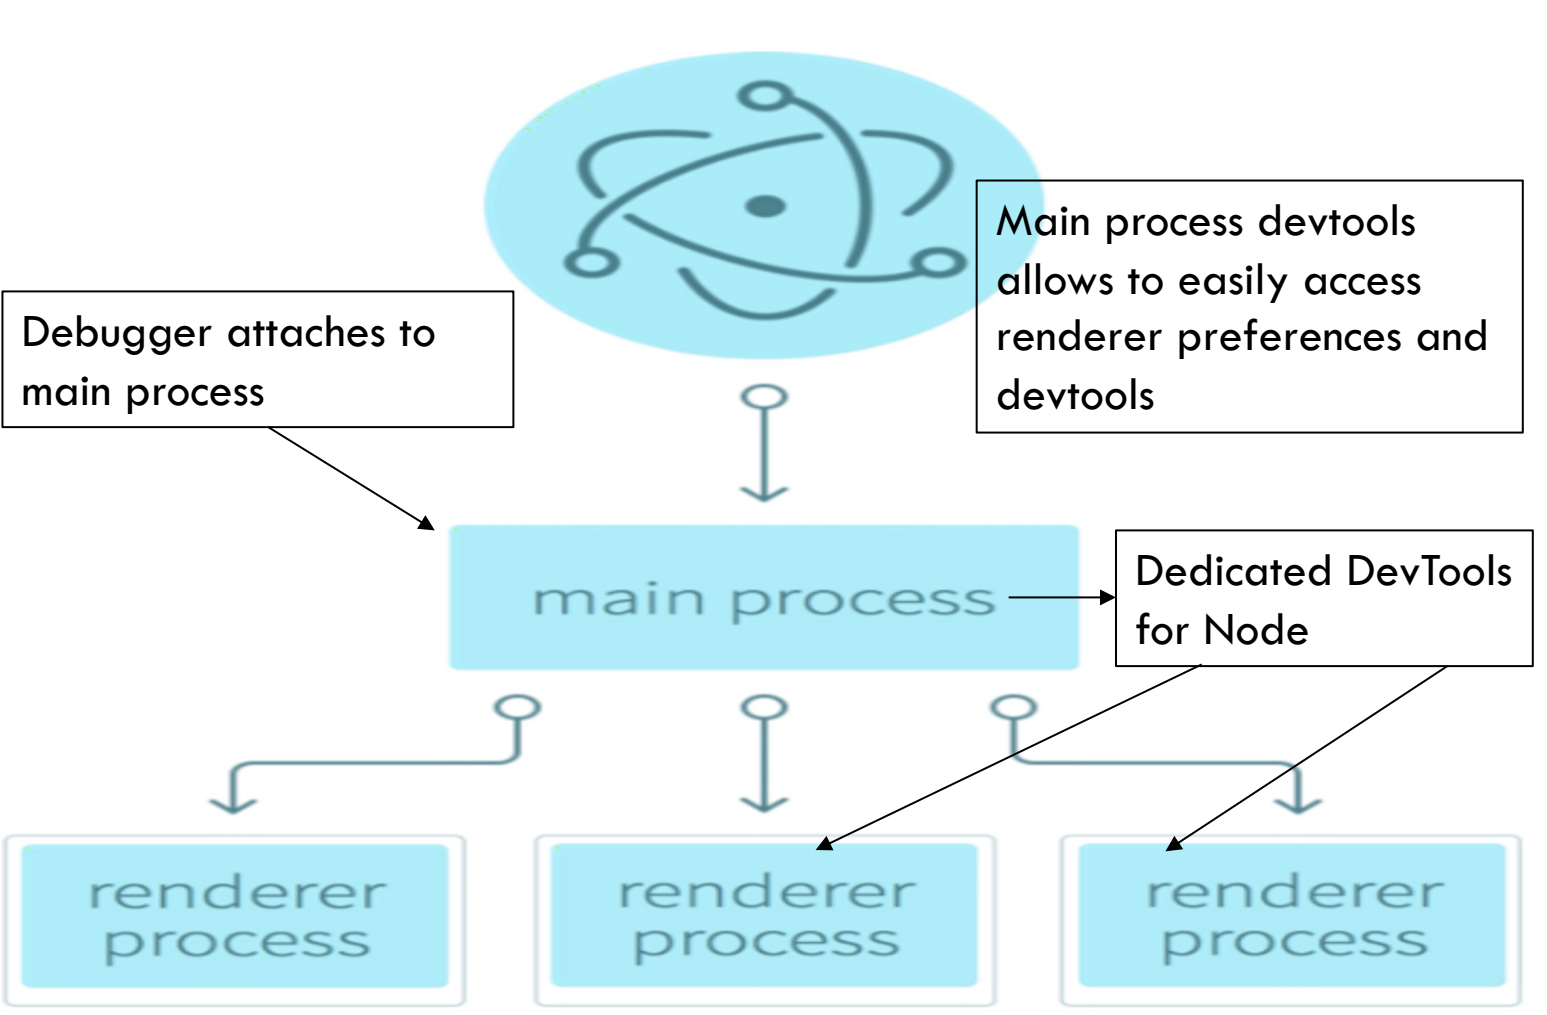 Main process devtools
allows to easily access
renderer preferences and
devtools
Debugger attaches to
main process
main process
Dedicated DevTools
for Node
renderer
process
renderer
process
renderer
process